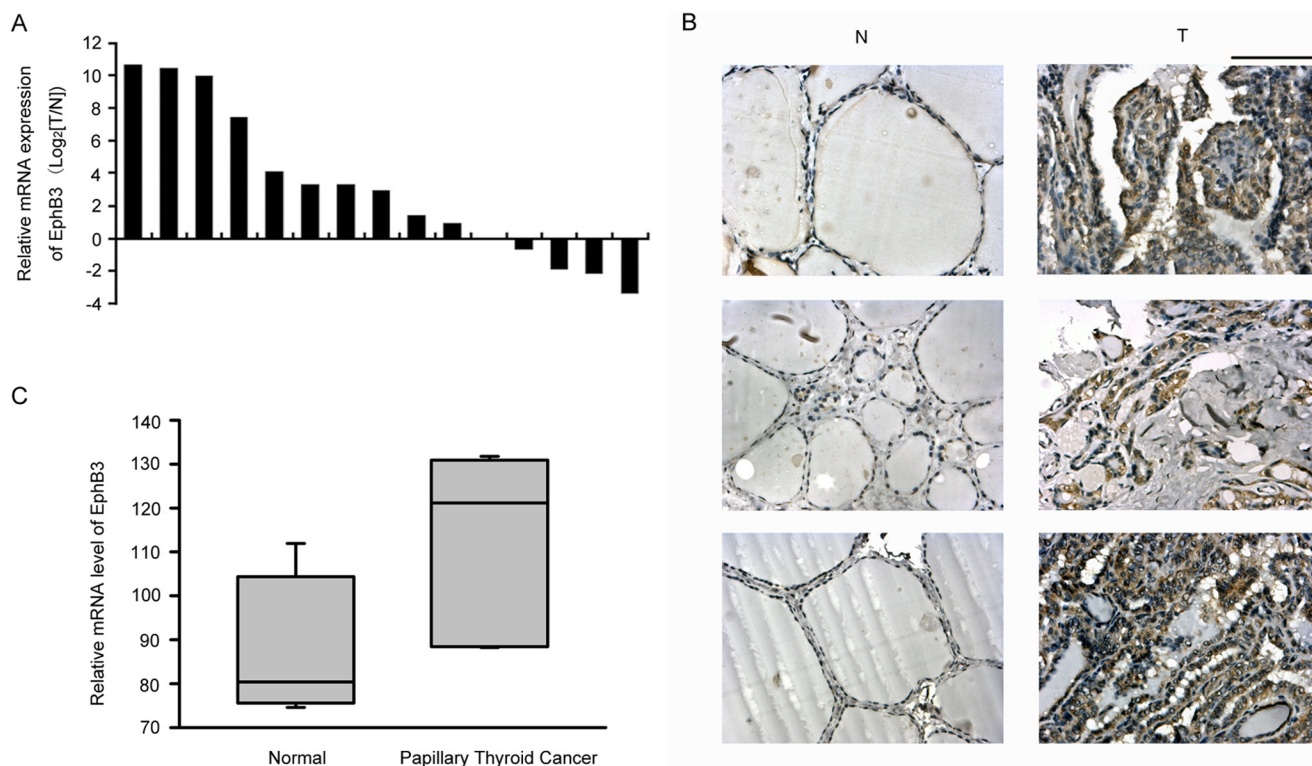 A
Relative mRNA expression
of EphB3 (Log2[T/N])
12
10
8
6
4
2
0
-2
-4
B
N
T
C
Relative mRNA level of EphB3
140
130
120
110
100
90
80
70
Normal
Papillary Thyroid Cancer